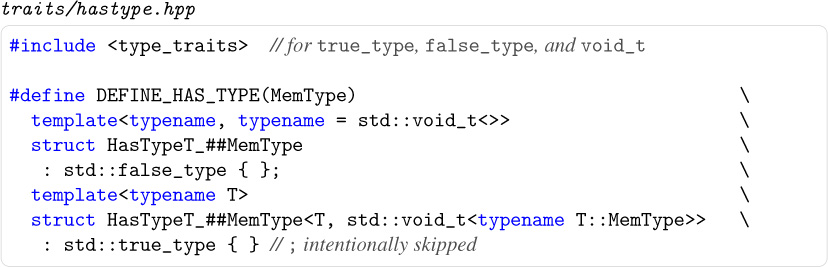 traits/hastype.hpp
#include <type_traits> // for true_type, false_type, and void_t
#define DEFINE_HAS_TYPE(MemType) \
template<typename, typename = std::void_t<>> \
struct HasTypeT_##MemType \
: std::false_type { }; \
template<typename T> \
struct HasTypeT_##MemType<T, std::void_t<typename T::MemType>> \
: std::true_type { } // ; intentionally skipped